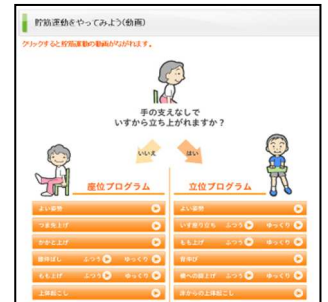 貯筋運動をやってみよう(動画)
クリックすると貯筋運動の動画がながれます。
手の支えなしで
いすから立ち上がれますか?
いいえ
はい
座位プログラム
立位プログラム
よい姿勢
よい姿勢
つま先上げ
いす座り立ち ふつう ゆっくり
かかと上げ
もも上げ ふつう ゆっくり
膝伸ばし ふつう ゆっくり
背伸び
もも上げ ふつう ゆっくり
横への脚上げ ふつう ゆっくり
上体起こし
床からの上体起こし